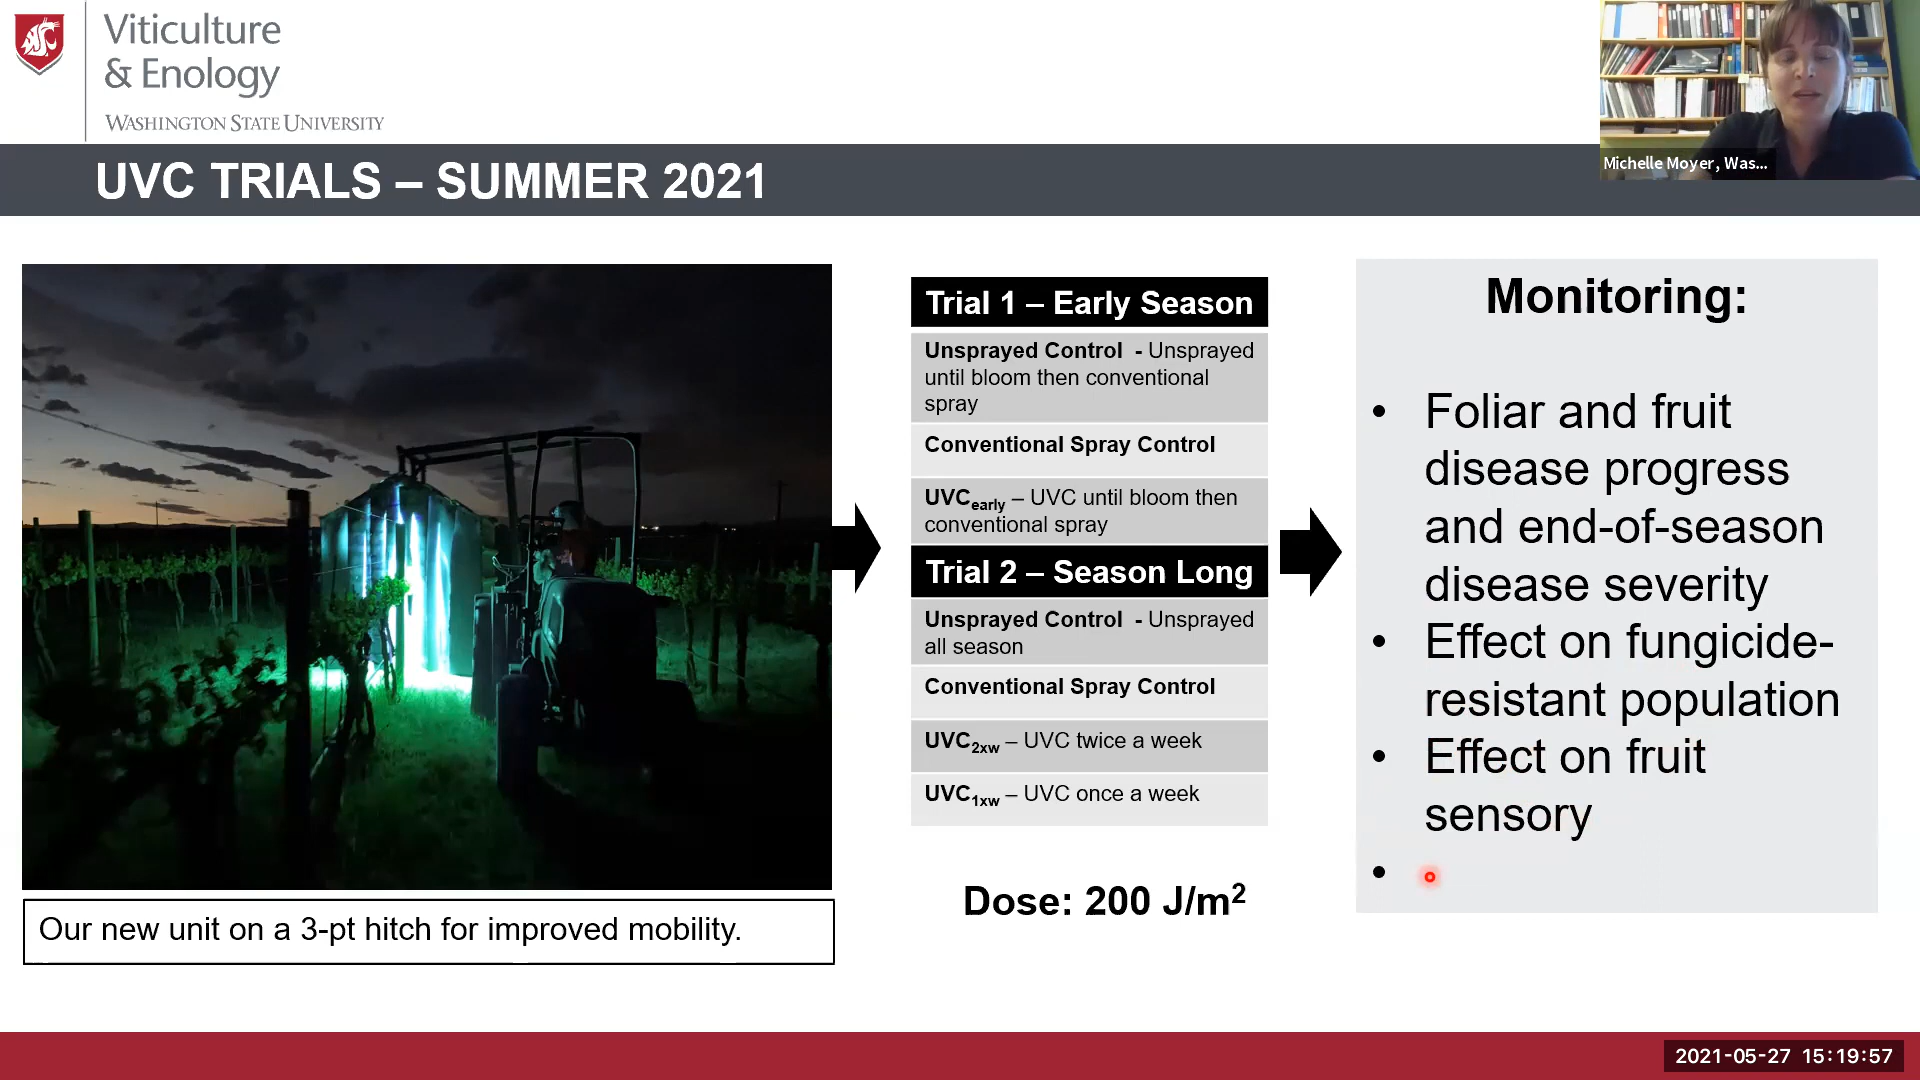 Viticulture
& Enology
WASHINGTON STATE UNIVERSITY
Michelle Moyer, Was...
UVC TRIALS – SUMMER 2021
Trial 1 – Early Season
Unsprayed Control - Unsprayed
until bloom then conventional
spray
Conventional Spray Control
UVCearly – UVC until bloom then
conventional spray
Trial 2 – Season Long
Unsprayed Control - Unsprayed
all season
Conventional Spray Control
UVC2xw – UVC twice a week
UVC1xw – UVC once a week
Dose: 200 J/m²
Monitoring:
• Foliar and fruit
disease progress
and end-of-season
disease severity
• Effect on fungicide-
resistant population
• Effect on fruit
sensory
•
Our new unit on a 3-pt hitch for improved mobility.
2021-05-27 15:19:57